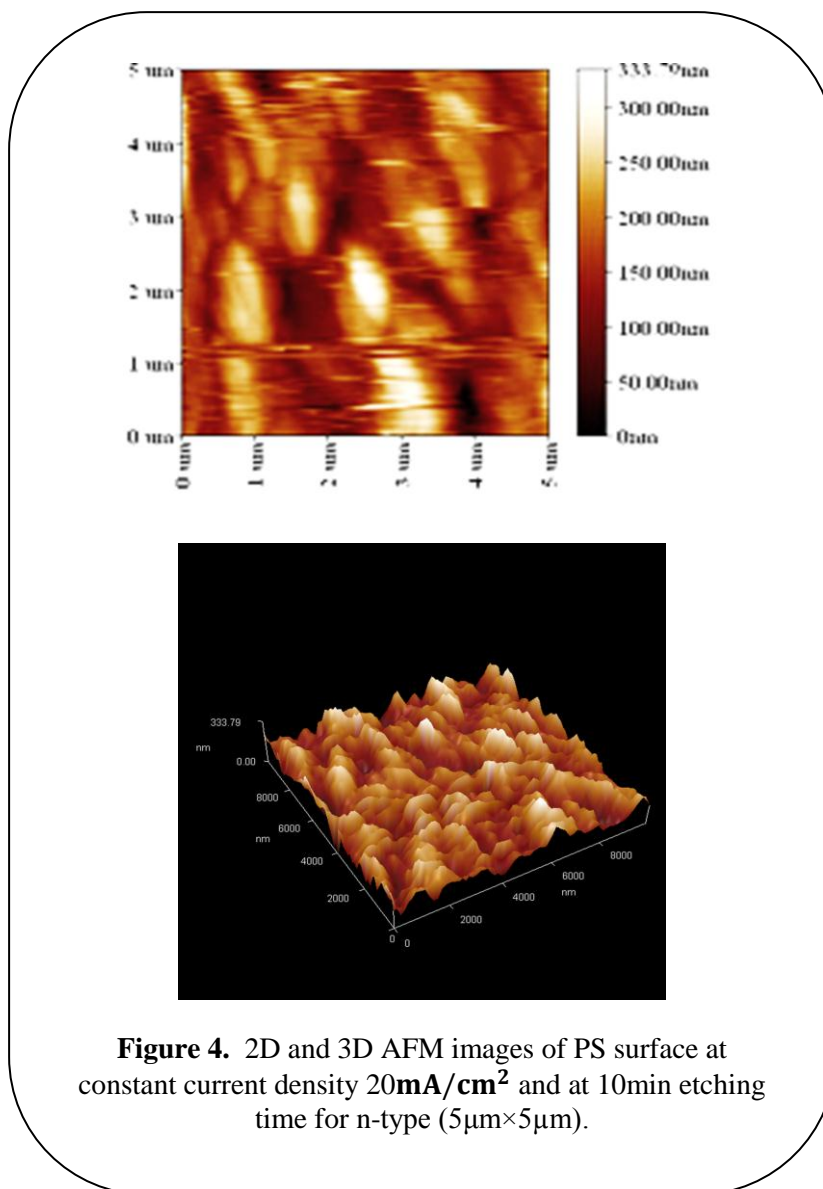 333.79nm
5 um
300.00nm
4 um
250.00nm
3 um
200.00nm
150.00nm
2 um
100.00nm
1 um
50.00nm
0 um
0nm
0 um
1 um
2 um
3 um
4 um
5 um
333.79
nm
0.00
8000
6000
nm
4000
2000
0
0
2000
4000
6000
nm
8000
Figure 4. 2D and 3D AFM images of PS surface at
constant current density 20mA/cm² and at 10min etching
time for n-type (5µm×5µm).